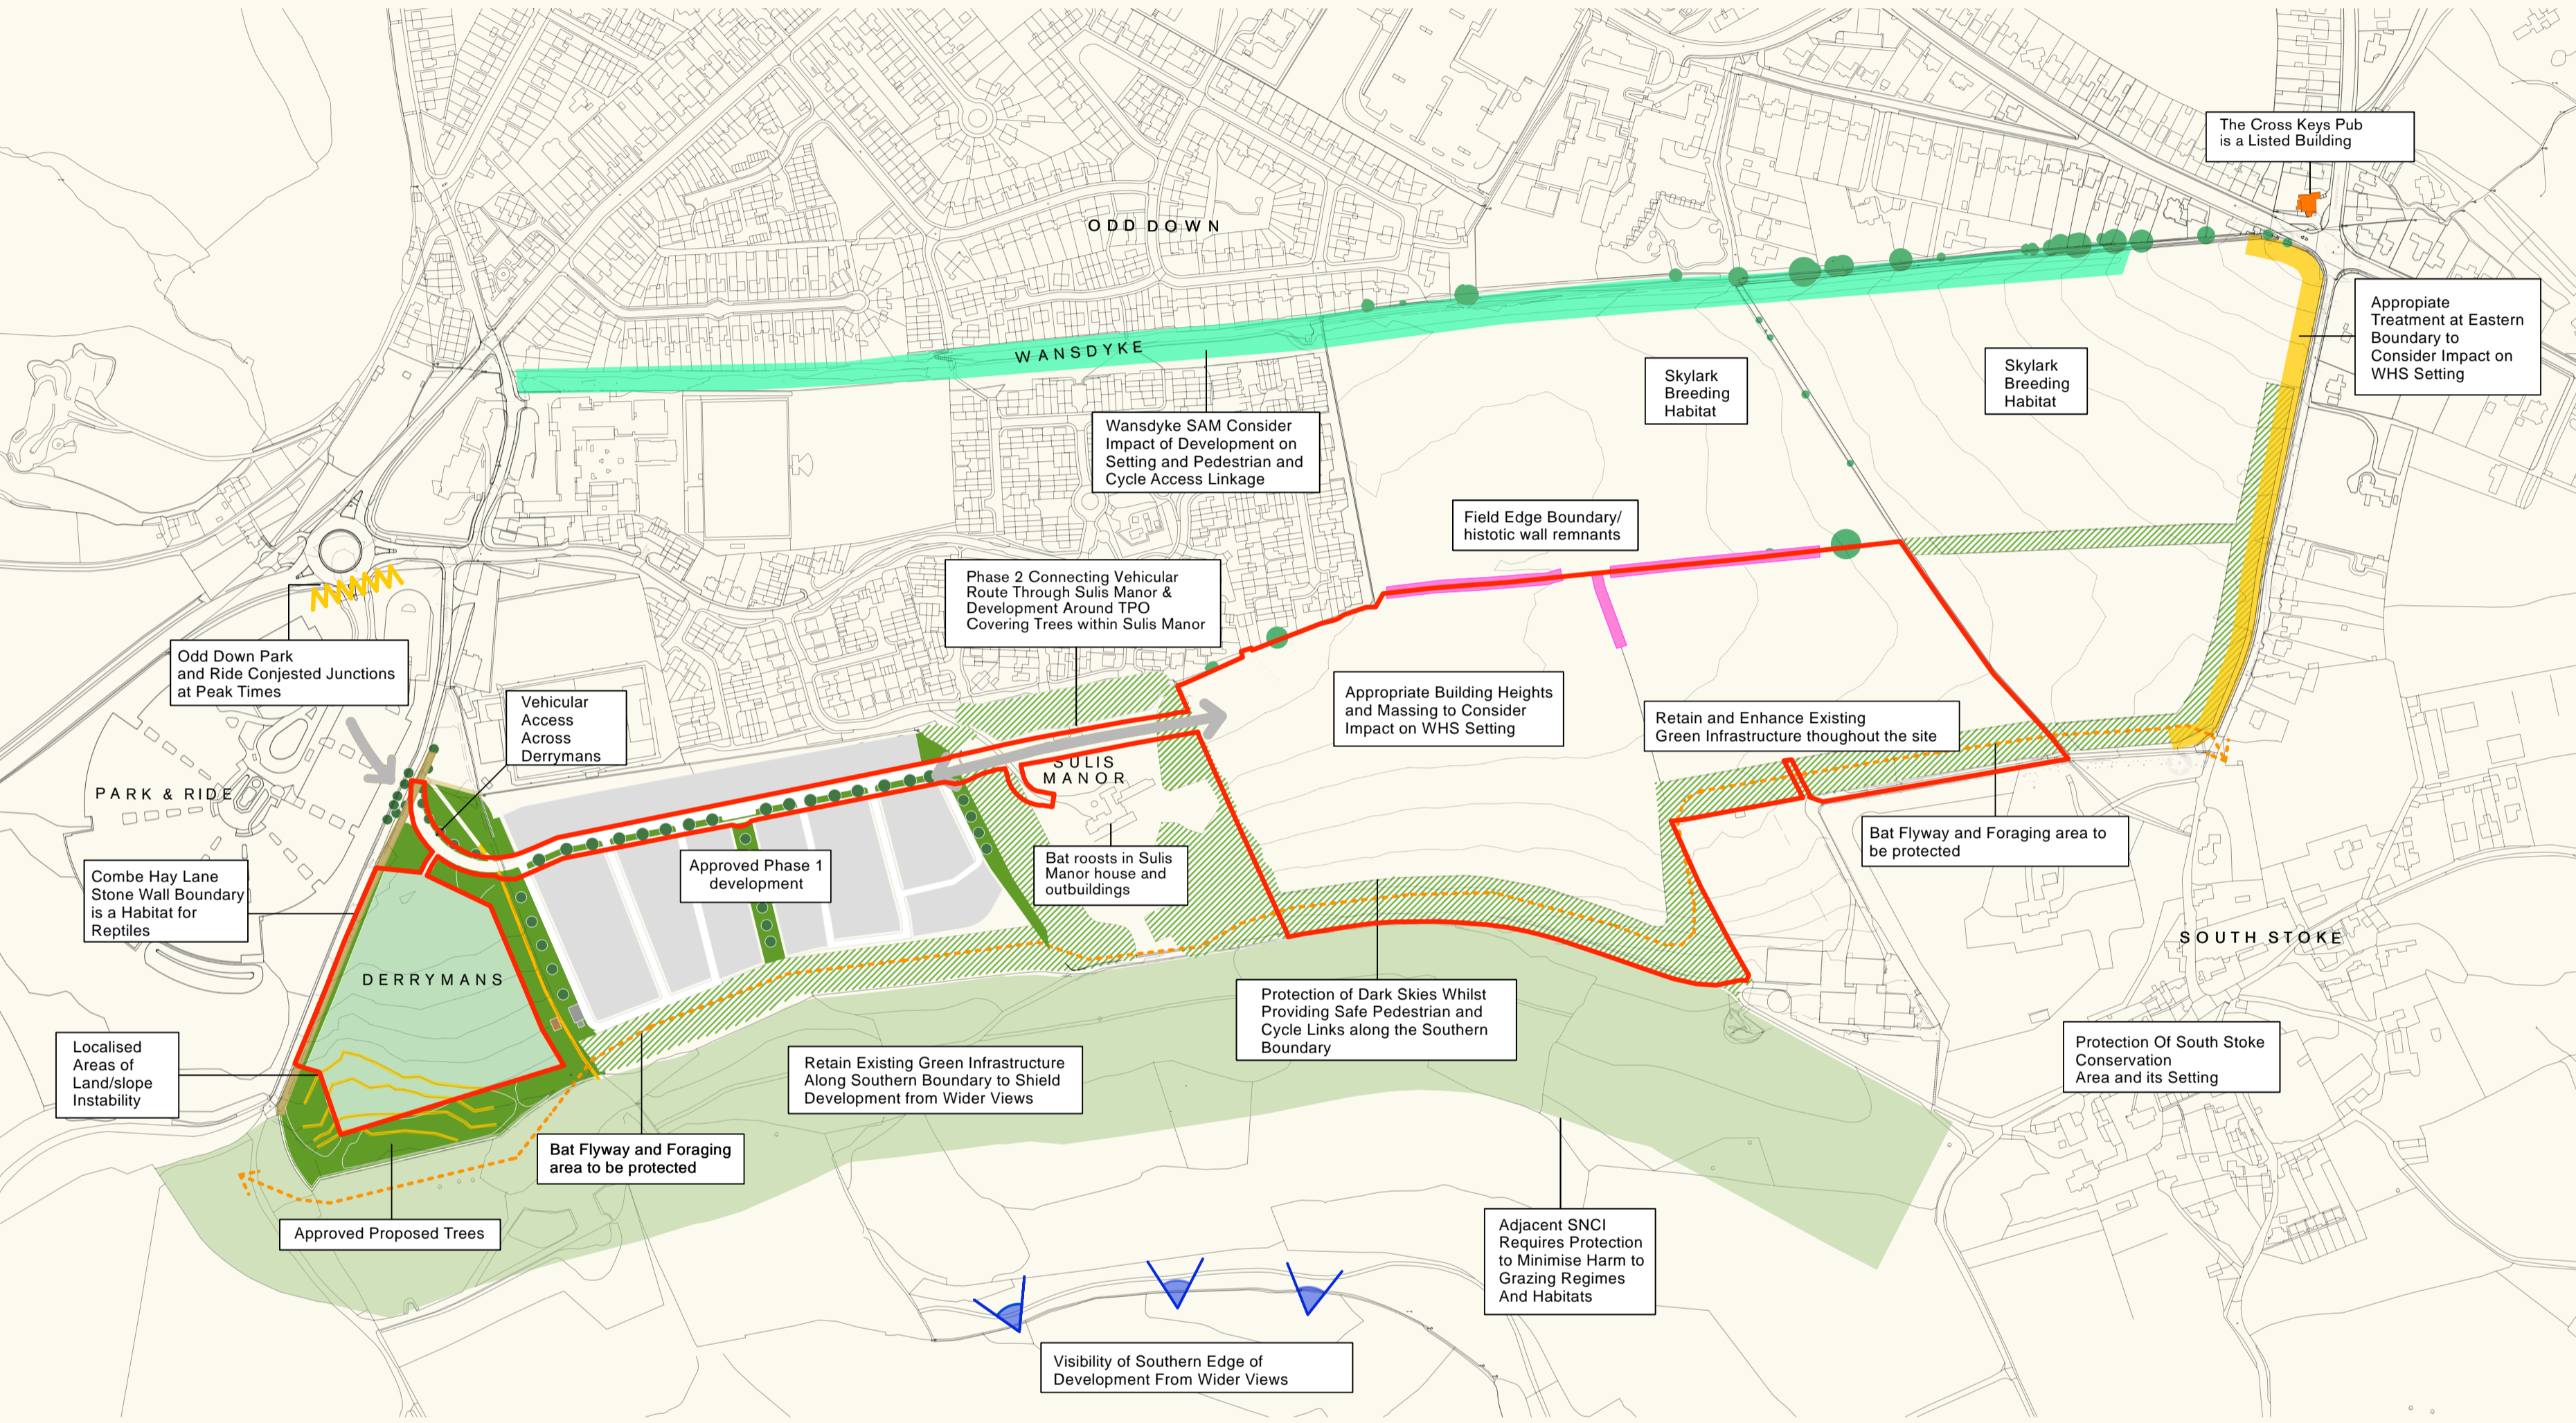 The Cross Keys Pub
is a Listed Building
ODD DOWN
Appropiate
Treatment at Eastern
Boundary to
Consider Impact on
WHS Setting
WANSDYKE
Skylark
Breeding
Habitat
Skylark
Breeding
Habitat
Wansdyke SAM Consider
Impact of Development on
Setting and Pedestrian and
Cycle Access Linkage
Field Edge Boundary/
histotic wall remnants
Phase 2 Connecting Vehicular
Route Through Sulis Manor &
Development Around TPO
Covering Trees within Sulis Manor
Odd Down Park
and Ride Conjested Junctions
at Peak Times
Vehicular
Access
Across
Derrymans
Appropriate Building Heights
and Massing to Consider
Impact on WHS Setting
Retain and Enhance Existing
Green Infrastructure thoughout the site
SULIS
MANOR
PARK & RIDE
Bat Flyway and Foraging area to
be protected
Approved Phase 1
development
Bat roosts in Sulis
Manor house and
outbuildings
Combe Hay Lane
Stone Wall Boundary
is a Habitat for
Reptiles
SOUTH STOKE
DERRYMANS
Protection of Dark Skies Whilst
Providing Safe Pedestrian and
Cycle Links along the Southern
Boundary
Localised
Areas of
Land/slope
Instability
Retain Existing Green Infrastructure
Along Southern Boundary to Shield
Development from Wider Views
Protection Of South Stoke
Conservation
Area and its Setting
Bat Flyway and Foraging
area to be protected
Approved Proposed Trees
Adjacent SNCI
Requires Protection
to Minimise Harm to
Grazing Regimes
And Habitats
Visibility of Southern Edge of
Development From Wider Views